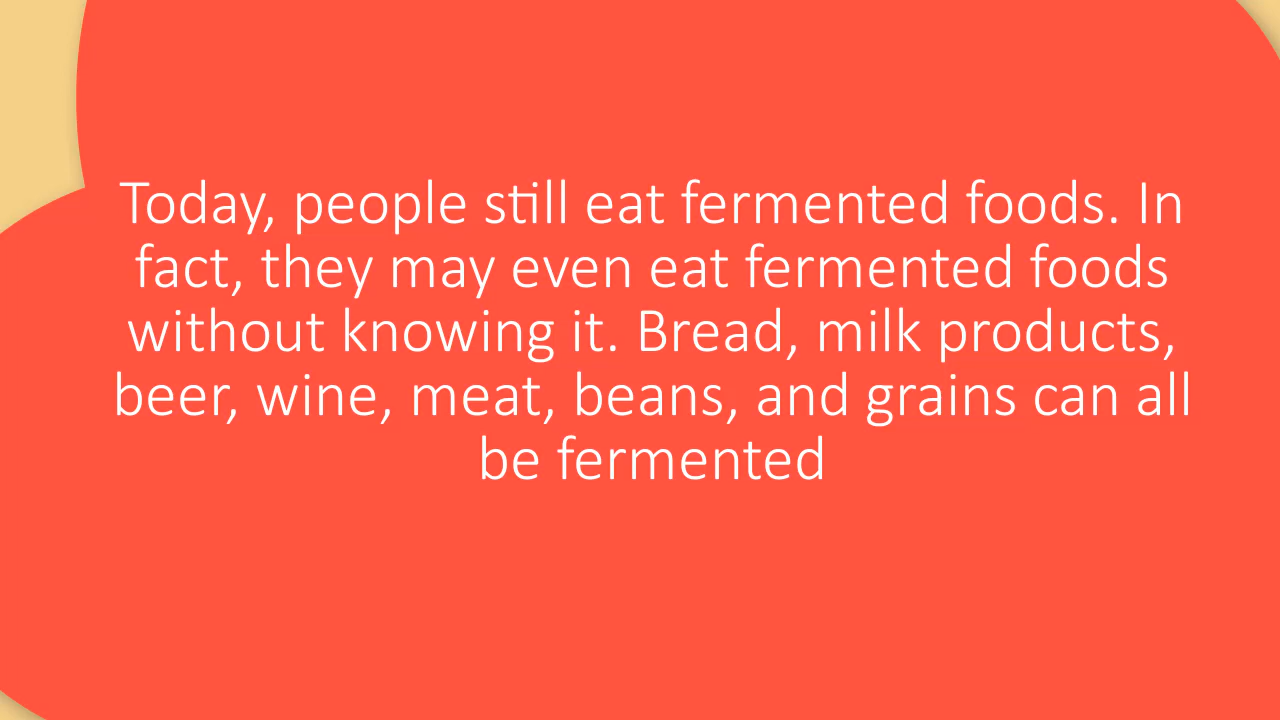 Today, people still eat fermented foods. In
fact, they may even eat fermented foods
without knowing it. Bread, milk products,
beer, wine, meat, beans, and grains can all
be fermented